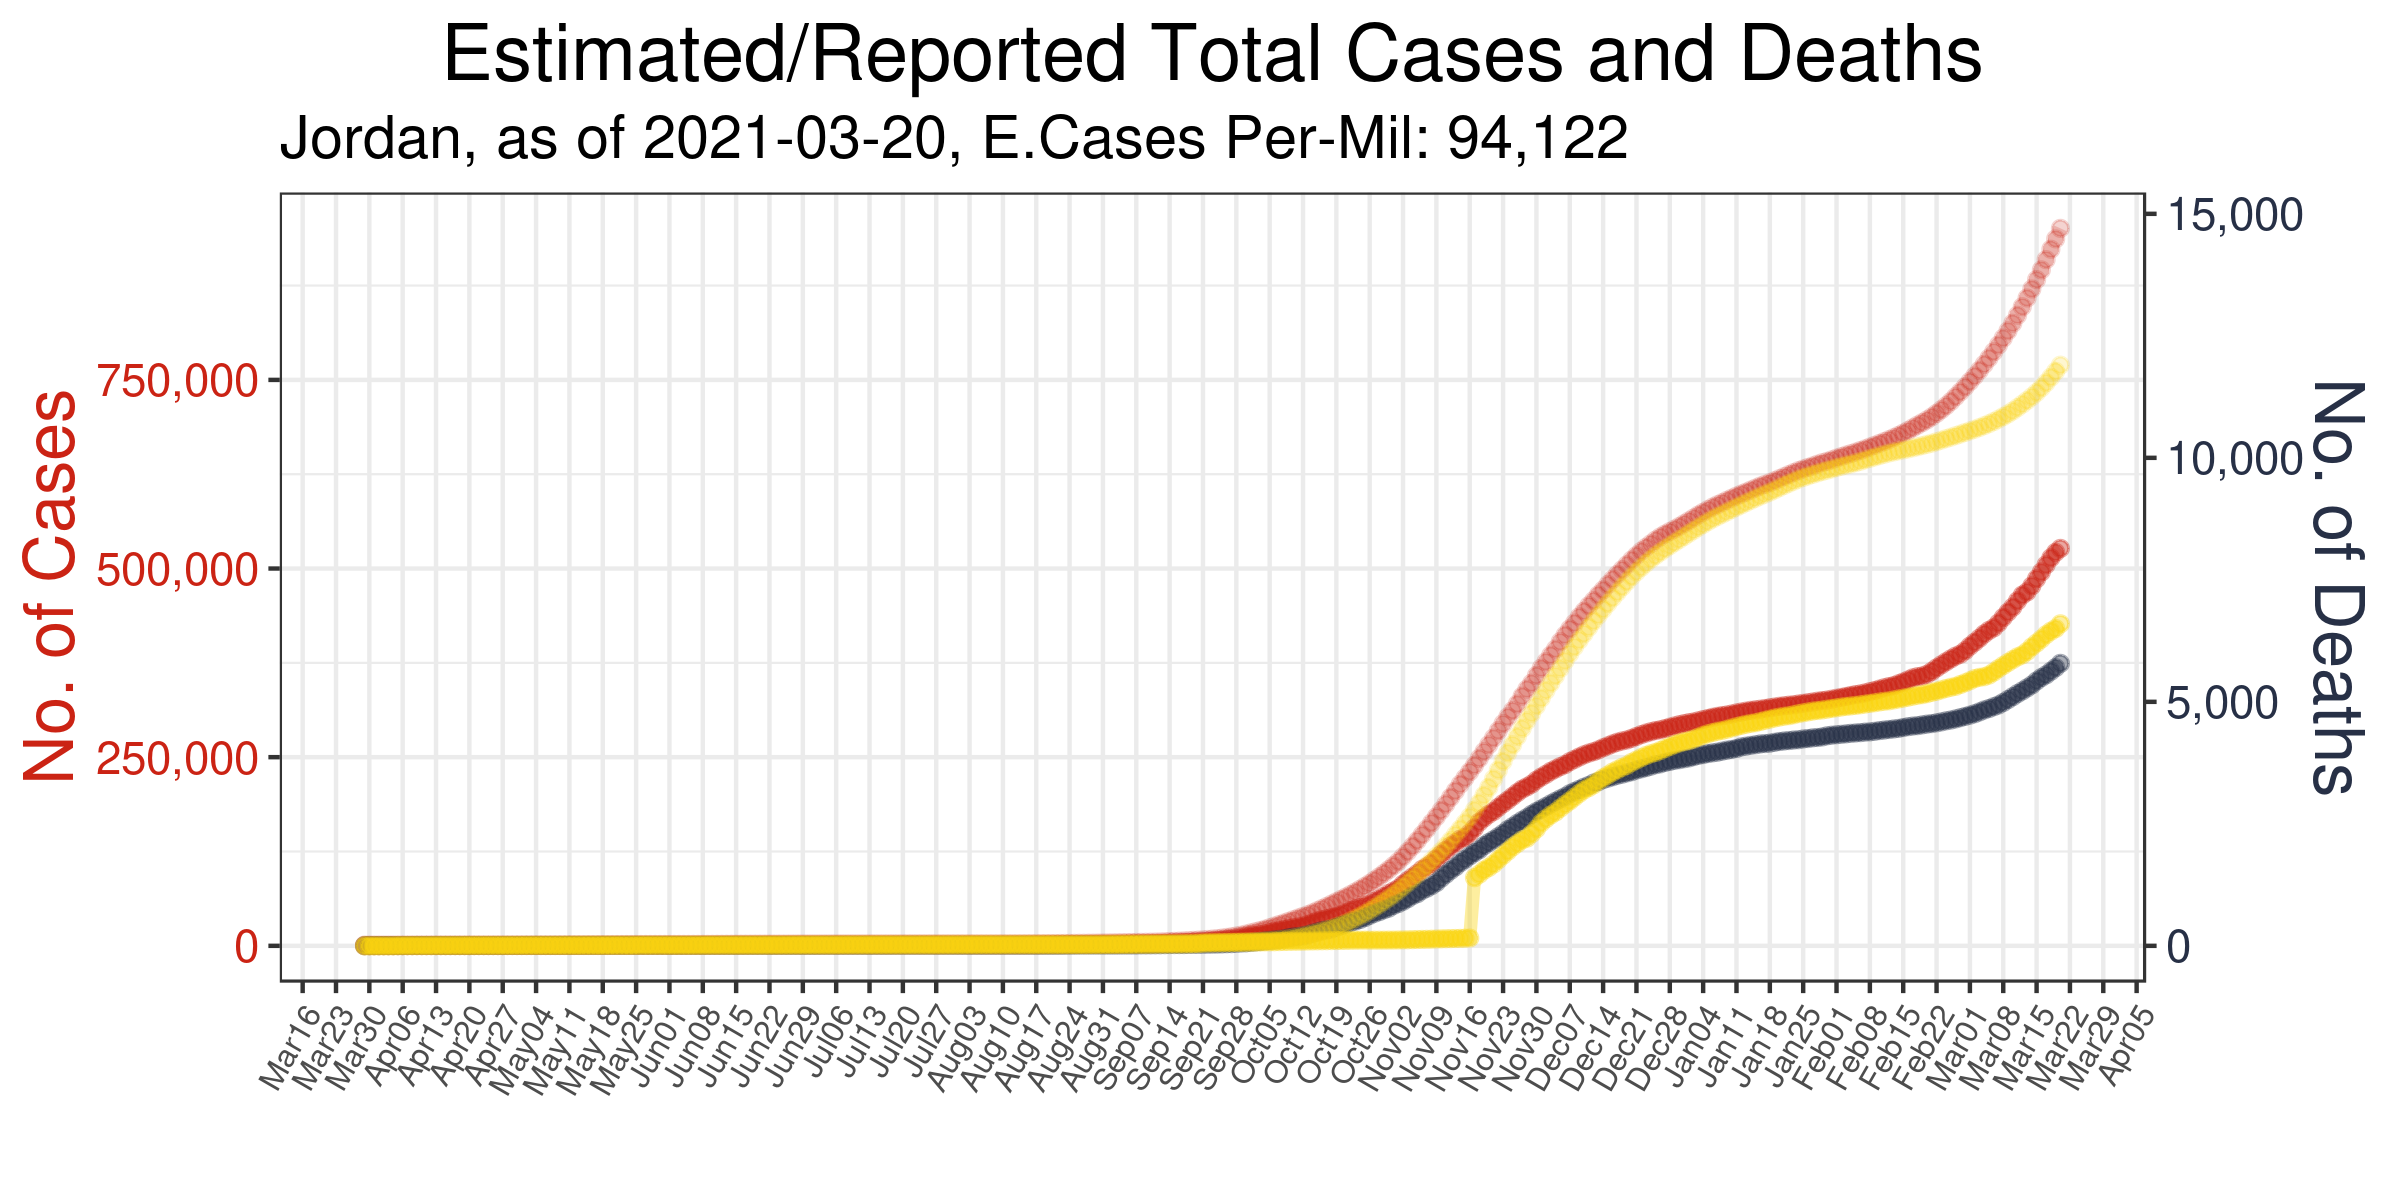 Estimated/Reported Total Cases and Deaths
Jordan, as of 2021-03-20, E.Cases Per-Mil: 94,122
No. of Cases
750,000
500,000
250,000
0
15,000
10,000
5,000
0
No. of Deaths
Mar16
Mar23
Mar30
Apr06
Apr13
Apr20
Apr27
May04
May11
May18
May25
Jun01
Jun08
Jun15
Jun22
Jun29
Jul06
Jul13
Jul20
Jul27
Aug03
Aug10
Aug17
Aug24
Aug31
Sep07
Sep14
Sep21
Sep28
Oct05
Oct12
Oct19
Oct26
Nov02
Nov09
Nov16
Nov23
Nov30
Dec07
Dec14
Dec21
Dec28
Jan04
Jan11
Jan18
Jan25
Feb01
Feb08
Feb15
Feb22
Mar01
Mar08
Mar15
Mar22
Mar29
Apr05